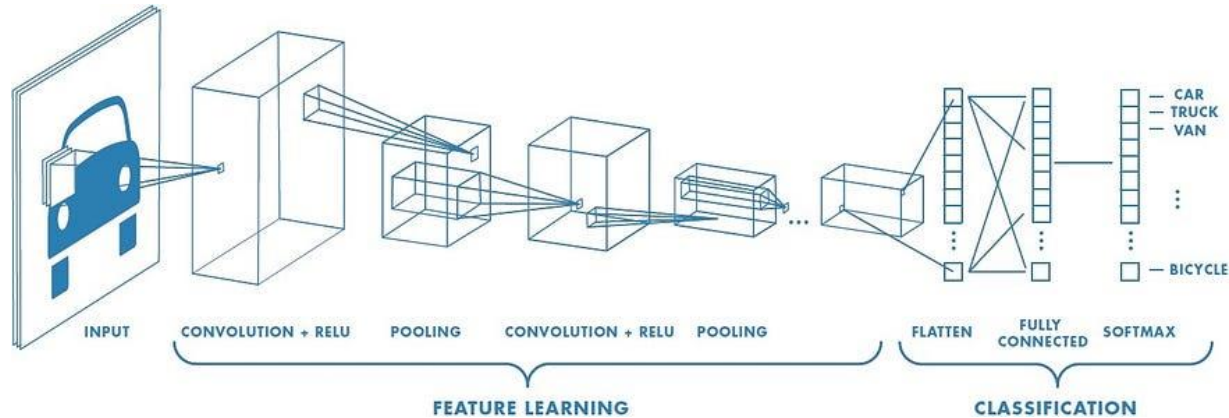 CAR
TRUCK
VAN
BICYCLE
INPUT
CONVOLUTION + RELU
POOLING
CONVOLUTION + RELU
POOLING
FLATTEN
FULLY
CONNECTED
SOFTMAX
FEATURE LEARNING
CLASSIFICATION